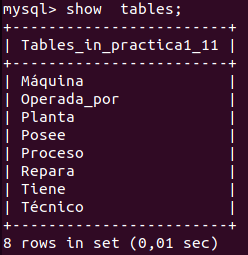 mysql> show  tables;
+-----------------------+
| Tables_in_practica1_11 |
+-----------------------+
| Máquina |
| Operada_por |
| Planta |
| Posee |
| Proceso |
| Repara |
| Tiene |
| Técnico |
+-----------------------+
8 rows in set (0,01 sec)